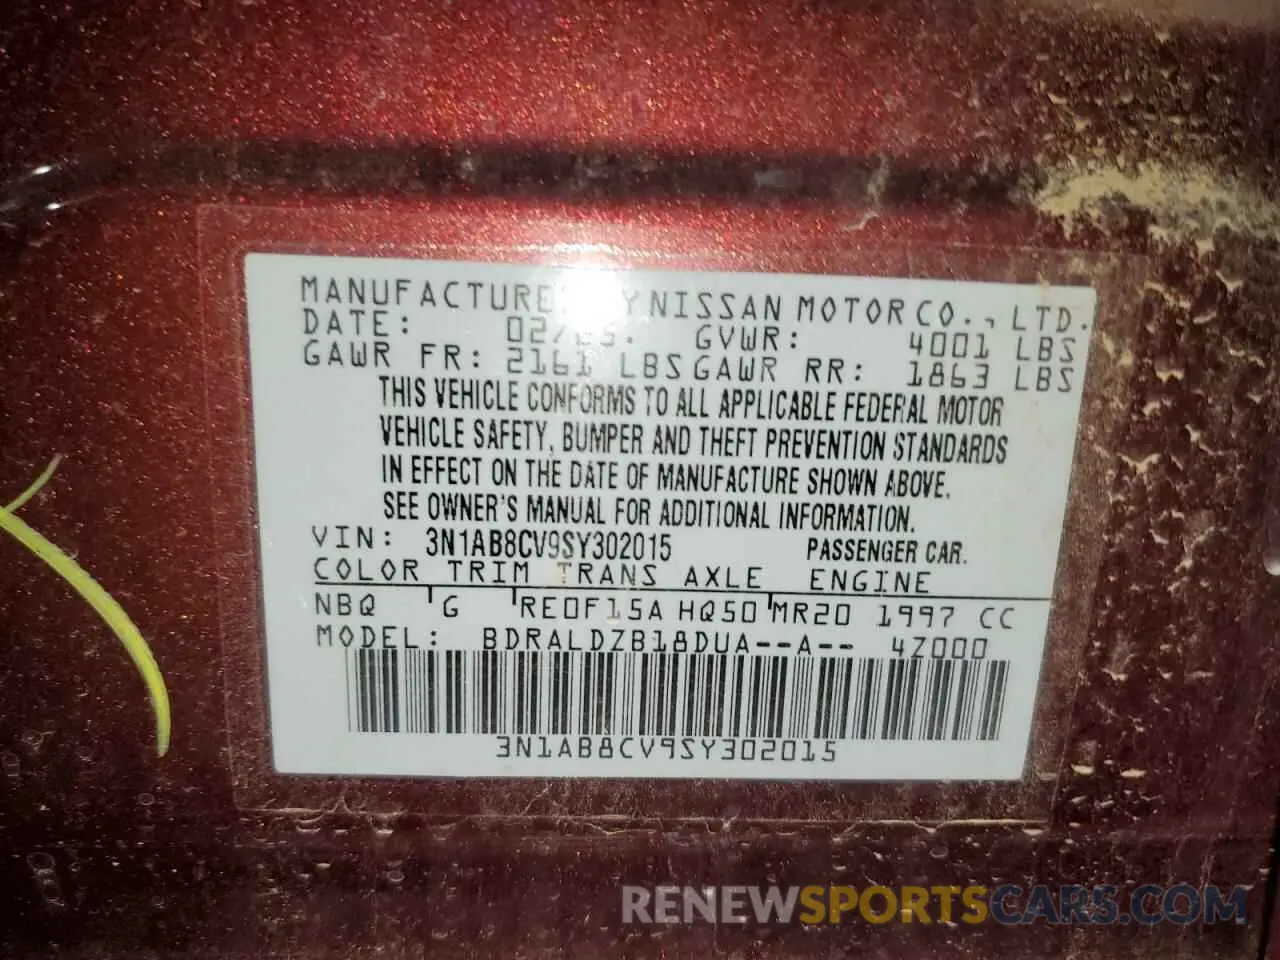 MANUFACTURE Y NISSAN MOTOR CO., LTD.
DATE: GVWR: 4001 LBS
GAWR FR: 2161 LBS GAWR RR: 1863 LBS
THIS VEHICLE CONFORMS TO ALL APPLICABLE FEDERAL MOTOR
VEHICLE SAFETY, BUMPER AND THEFT PREVENTION STANDARDS
IN EFFECT ON THE DATE OF MANUFACTURE SHOWN ABOVE.
SEE OWNER'S MANUAL FOR ADDITIONAL INFORMATION.
VIN: 3N1AB8CV9SY302015 PASSENGER CAR.
COLOR TRIM TRANS AXLE ENGINE
NBQ G RE0F15A HQ50 MR20 1997 CC
MODEL: BDRALDZB18DUA--A-- 4Z000
3N1AB8CV9SY302015
RENEWSPORTSCARS.COM